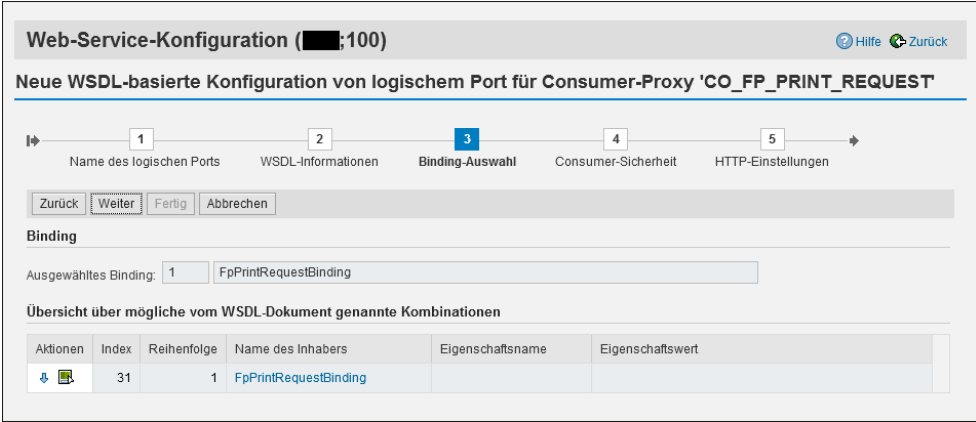 Web-Service-Konfiguration ( ;100)
Hilfe Zurück
Neue WSDL-basierte Konfiguration von logischem Port für Consumer-Proxy 'CO_FP_PRINT_REQUEST'
1 2 3 4 5
Name des logischen Ports WSDL-Informationen Binding-Auswahl Consumer-Sicherheit HTTP-Einstellungen
Zurück Weiter Fertig Abbrechen
Binding
Ausgewähltes Binding: 1 FpPrintRequestBinding
Übersicht über mögliche vom WSDL-Dokument genannte Kombinationen
Aktionen Index Reihenfolge Name des Inhabers Eigenschaftsname Eigenschaftswert
31 1 FpPrintRequestBinding